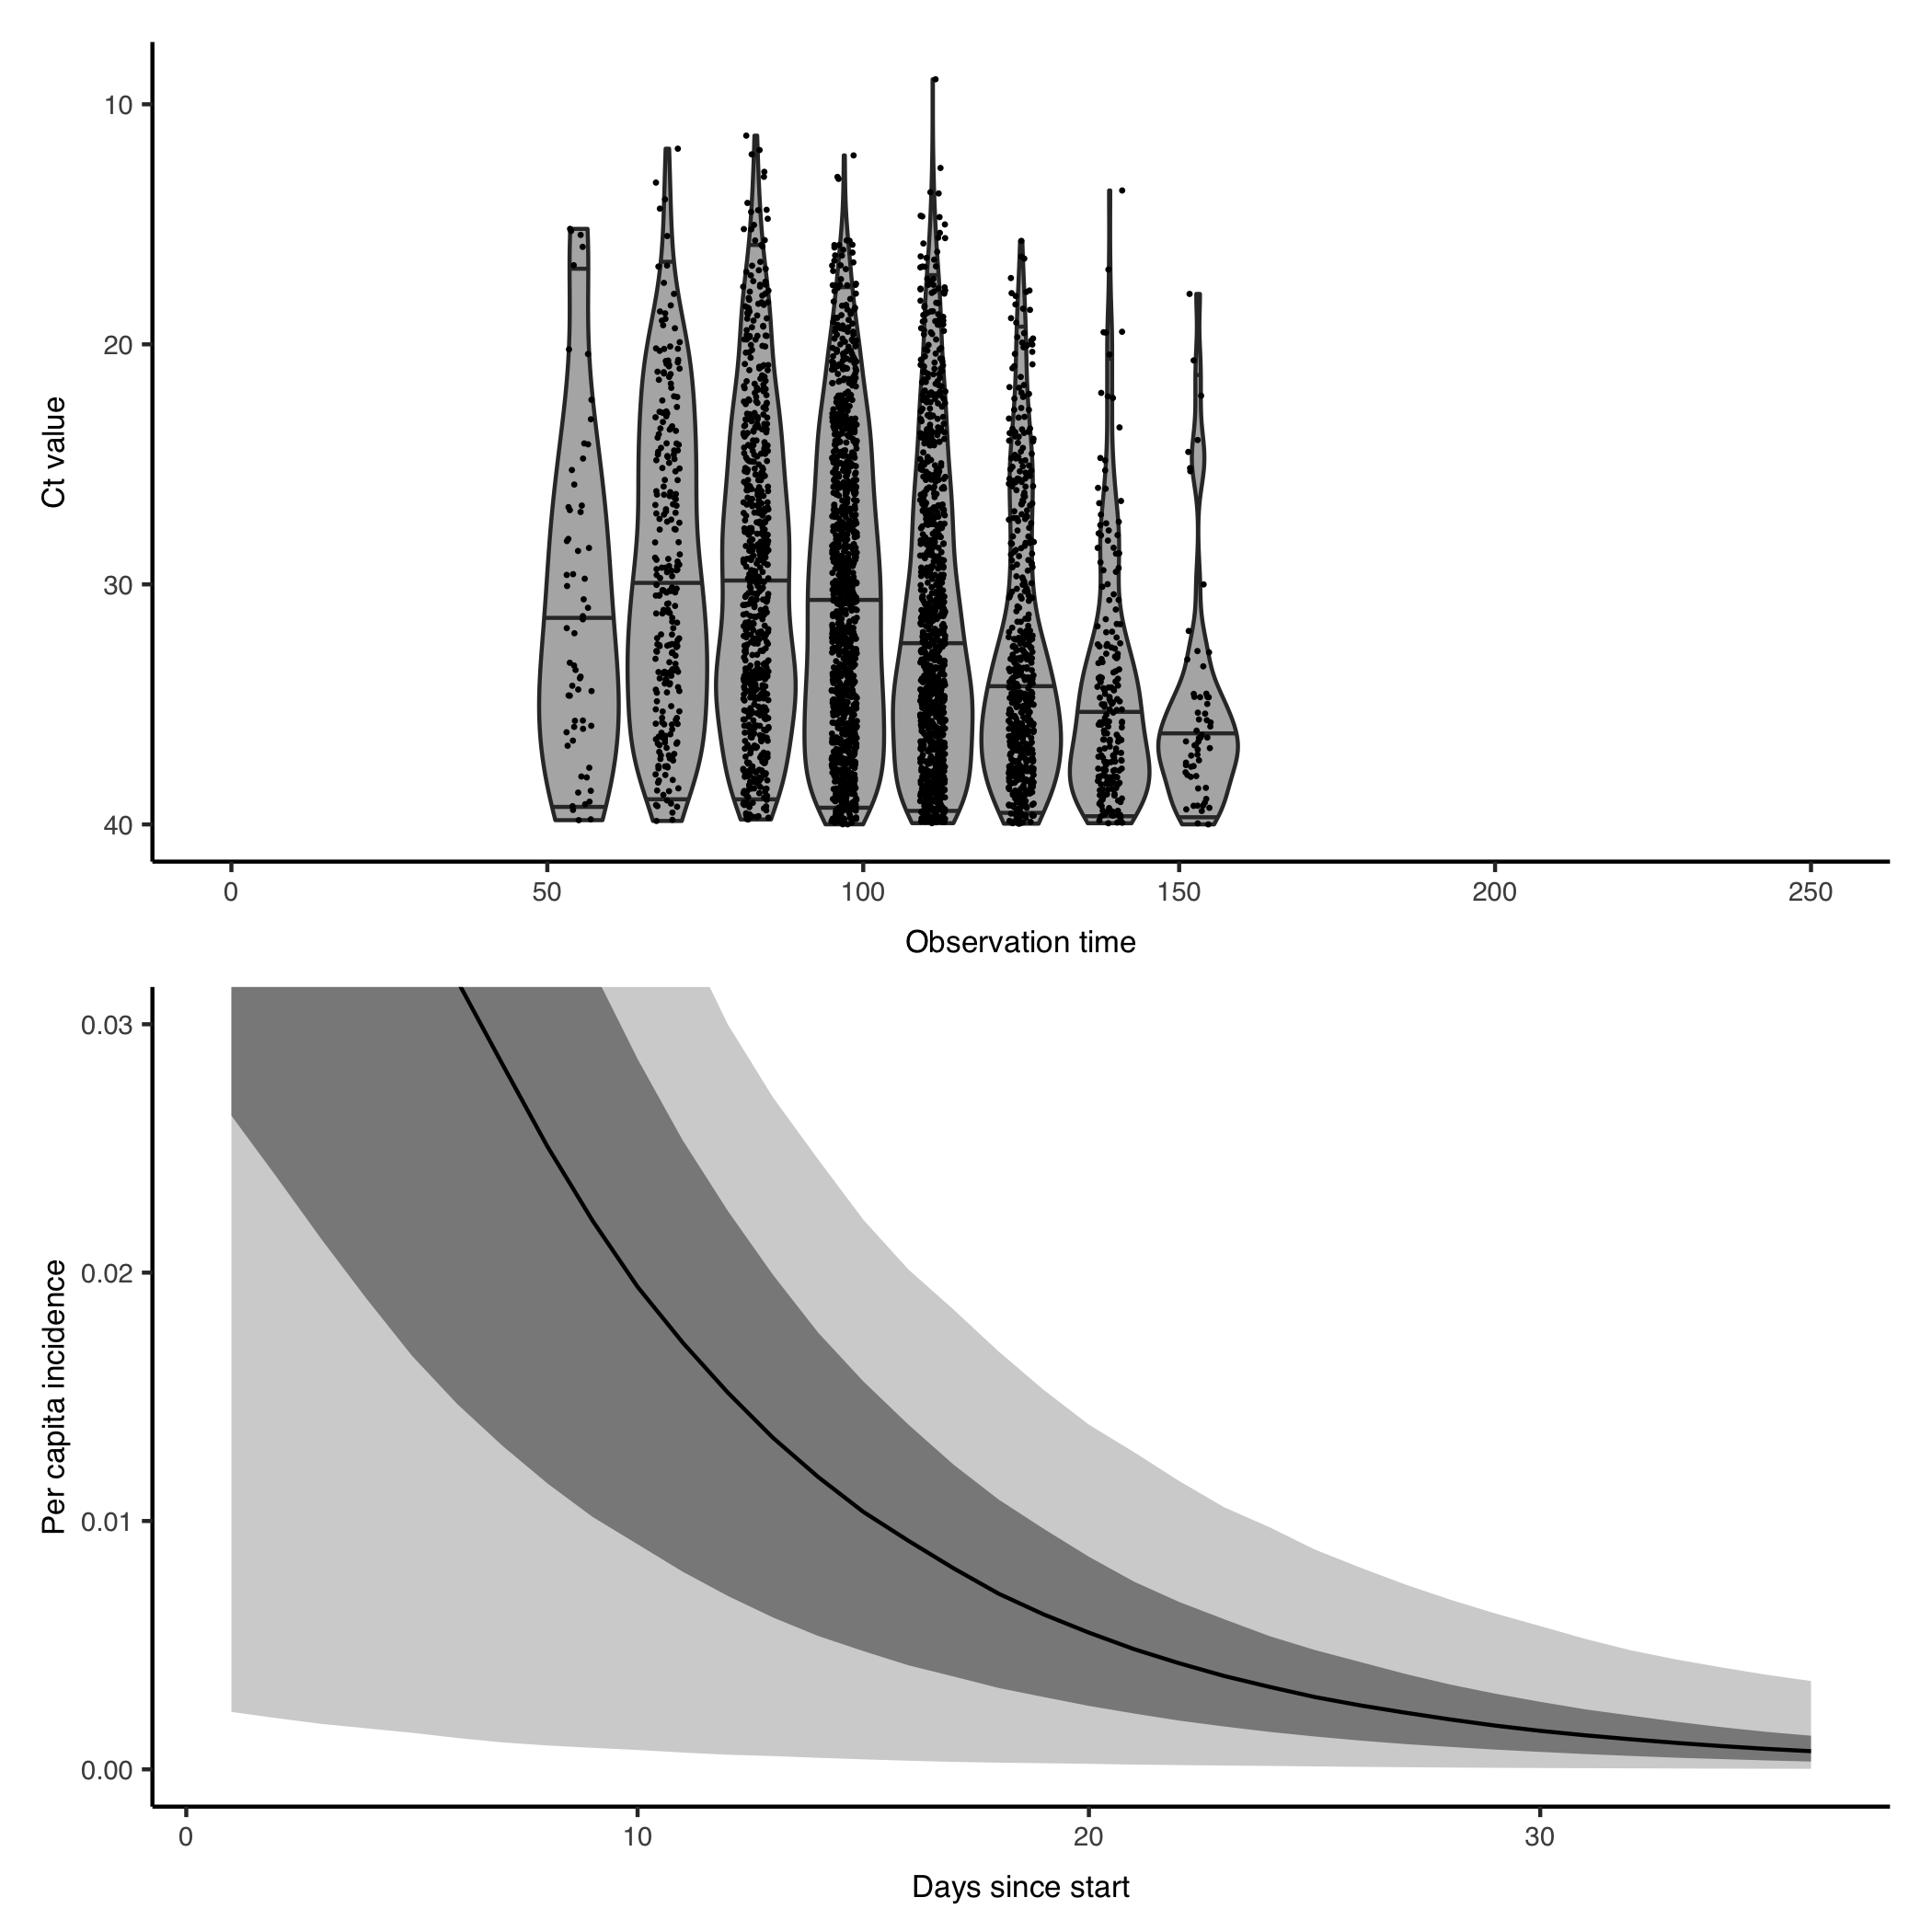 10
20
30
40
Ct value
0 50 100 150 200 250
Observation time
0.03
0.02
0.01
0.00
Per capita incidence
0 10 20 30
Days since start